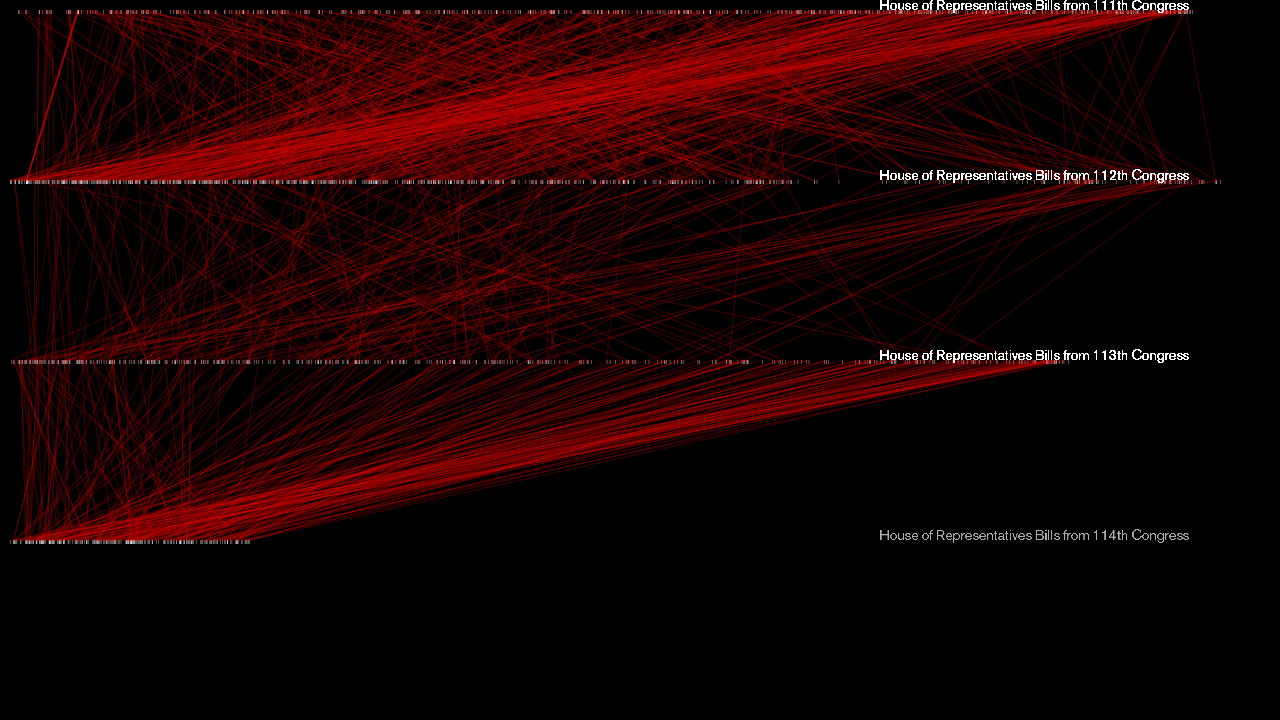 House of Representatives Bills from 111th Congress
House of Representatives Bills from 112th Congress
House of Representatives Bills from 113th Congress
House of Representatives Bills from 114th Congress